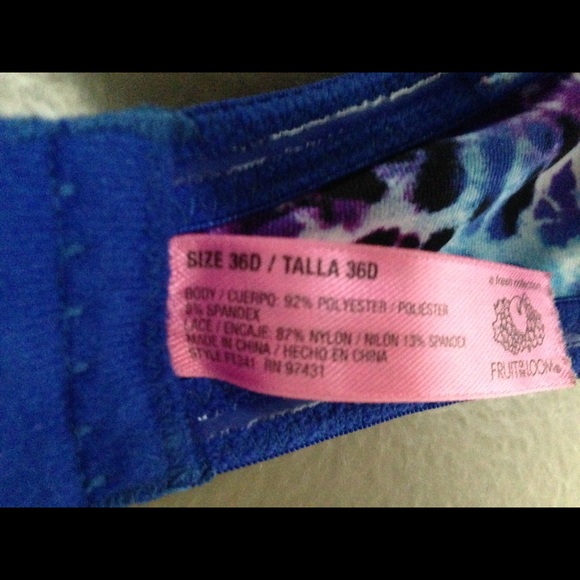 SIZE 36D / TALLA 36D
BODY / CUERPO: 92% POLYESTER / POLIESTER
8% SPANDEX
LACE / ENCAJE: 87% NYLON / NILON 13% SPANDEX
MADE IN CHINA / HECHO EN CHINA
STYLE FT341 RN 97431
a fresh collection
FRUIT OF THE LOOM